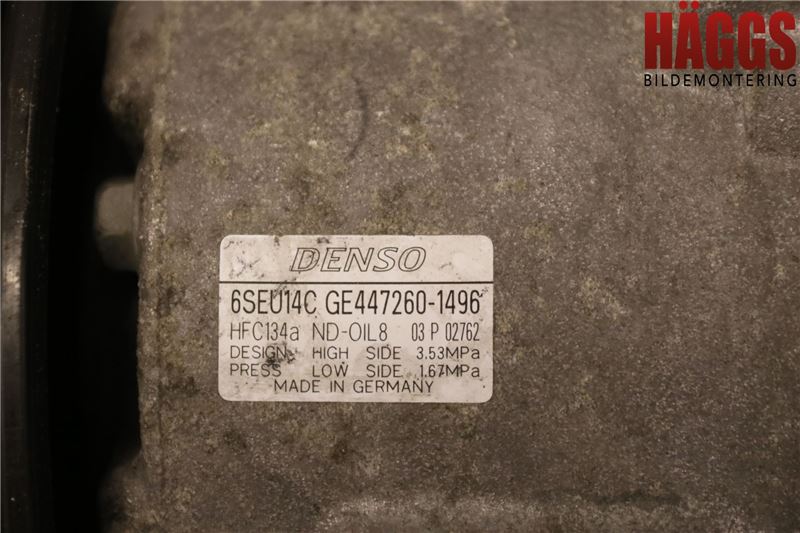 HÄGGS
BILDEMONTERING
DENSO
6SEU14C GE447260-1496
HFC134a ND-OIL8 03 P 02762
DESIGN HIGH SIDE 3.53MPa
PRESS LOW SIDE 1.67MPa
MADE IN GERMANY